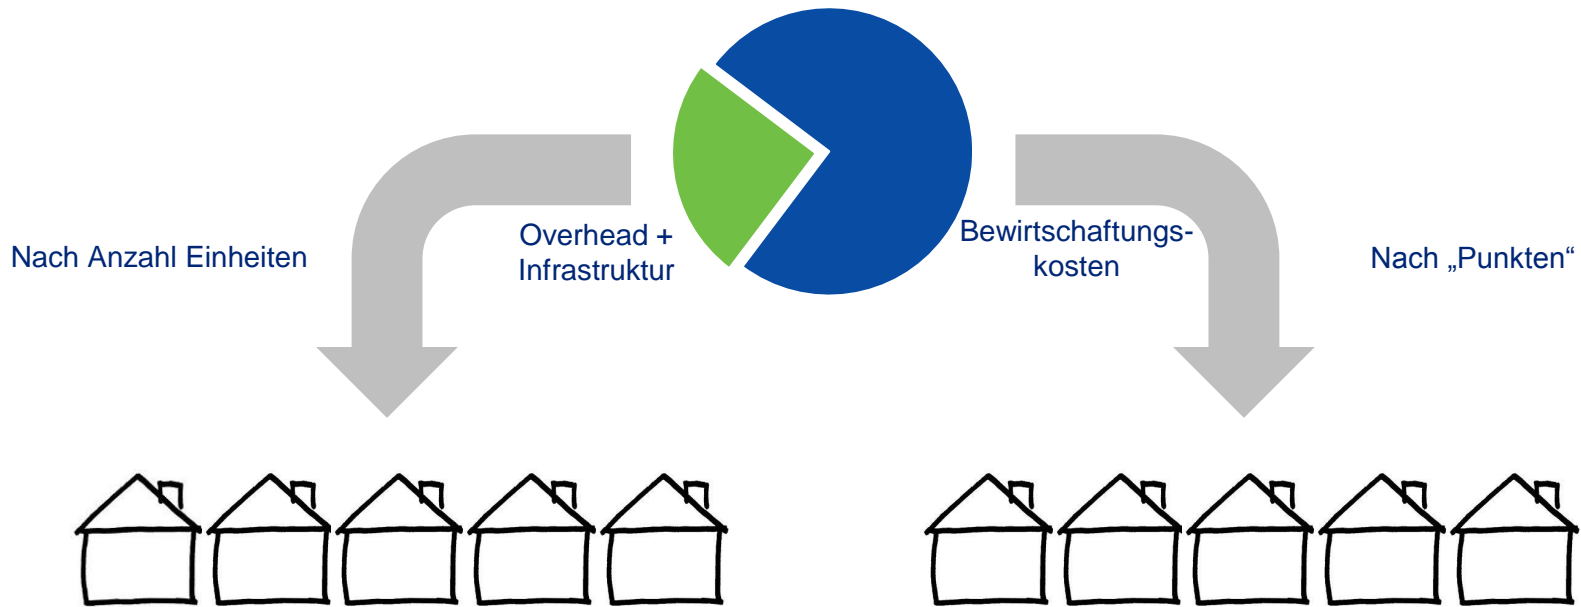 Nach Anzahl Einheiten
Overhead +
Infrastruktur
Bewirtschaftungs-
kosten
Nach „Punkten“